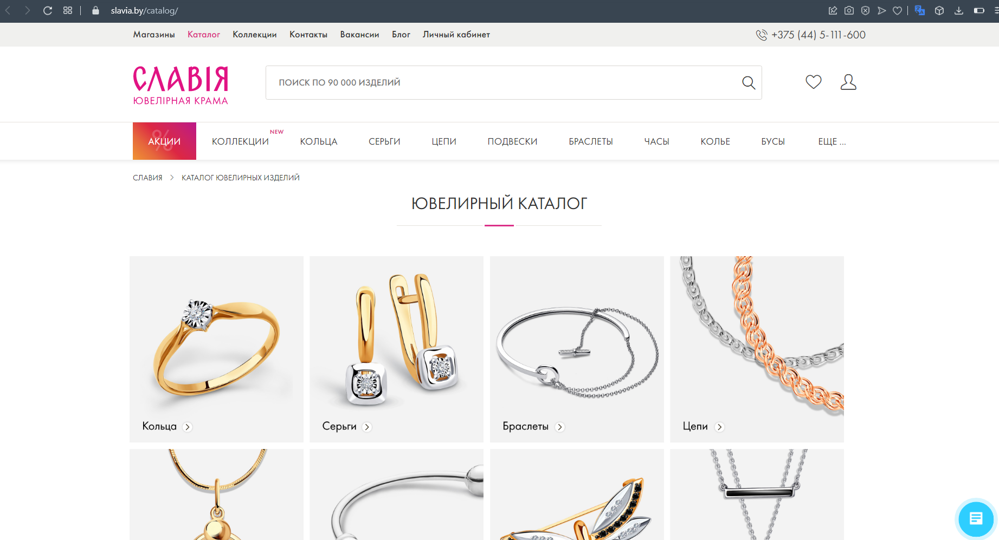 slavia.by/catalog/
Магазины Каталог Коллекции Контакты Вакансии Блог Личный кабинет +375 (44) 5-111-600
СЛАВІЯ
ЮВЕЛІРНАЯ КРАМА
ПОИСК ПО 90 000 ИЗДЕЛИЙ
NEW
% АКЦИИ КОЛЛЕКЦИИ КОЛЬЦА СЕРЬГИ ЦЕПИ ПОДВЕСКИ БРАСЛЕТЫ ЧАСЫ КОЛЬЕ БУСЫ ЕЩЕ ...
СЛАВИЯ > КАТАЛОГ ЮВЕЛИРНЫХ ИЗДЕЛИЙ
ЮВЕЛИРНЫЙ КАТАЛОГ
Кольца Серьги Браслеты Цепи